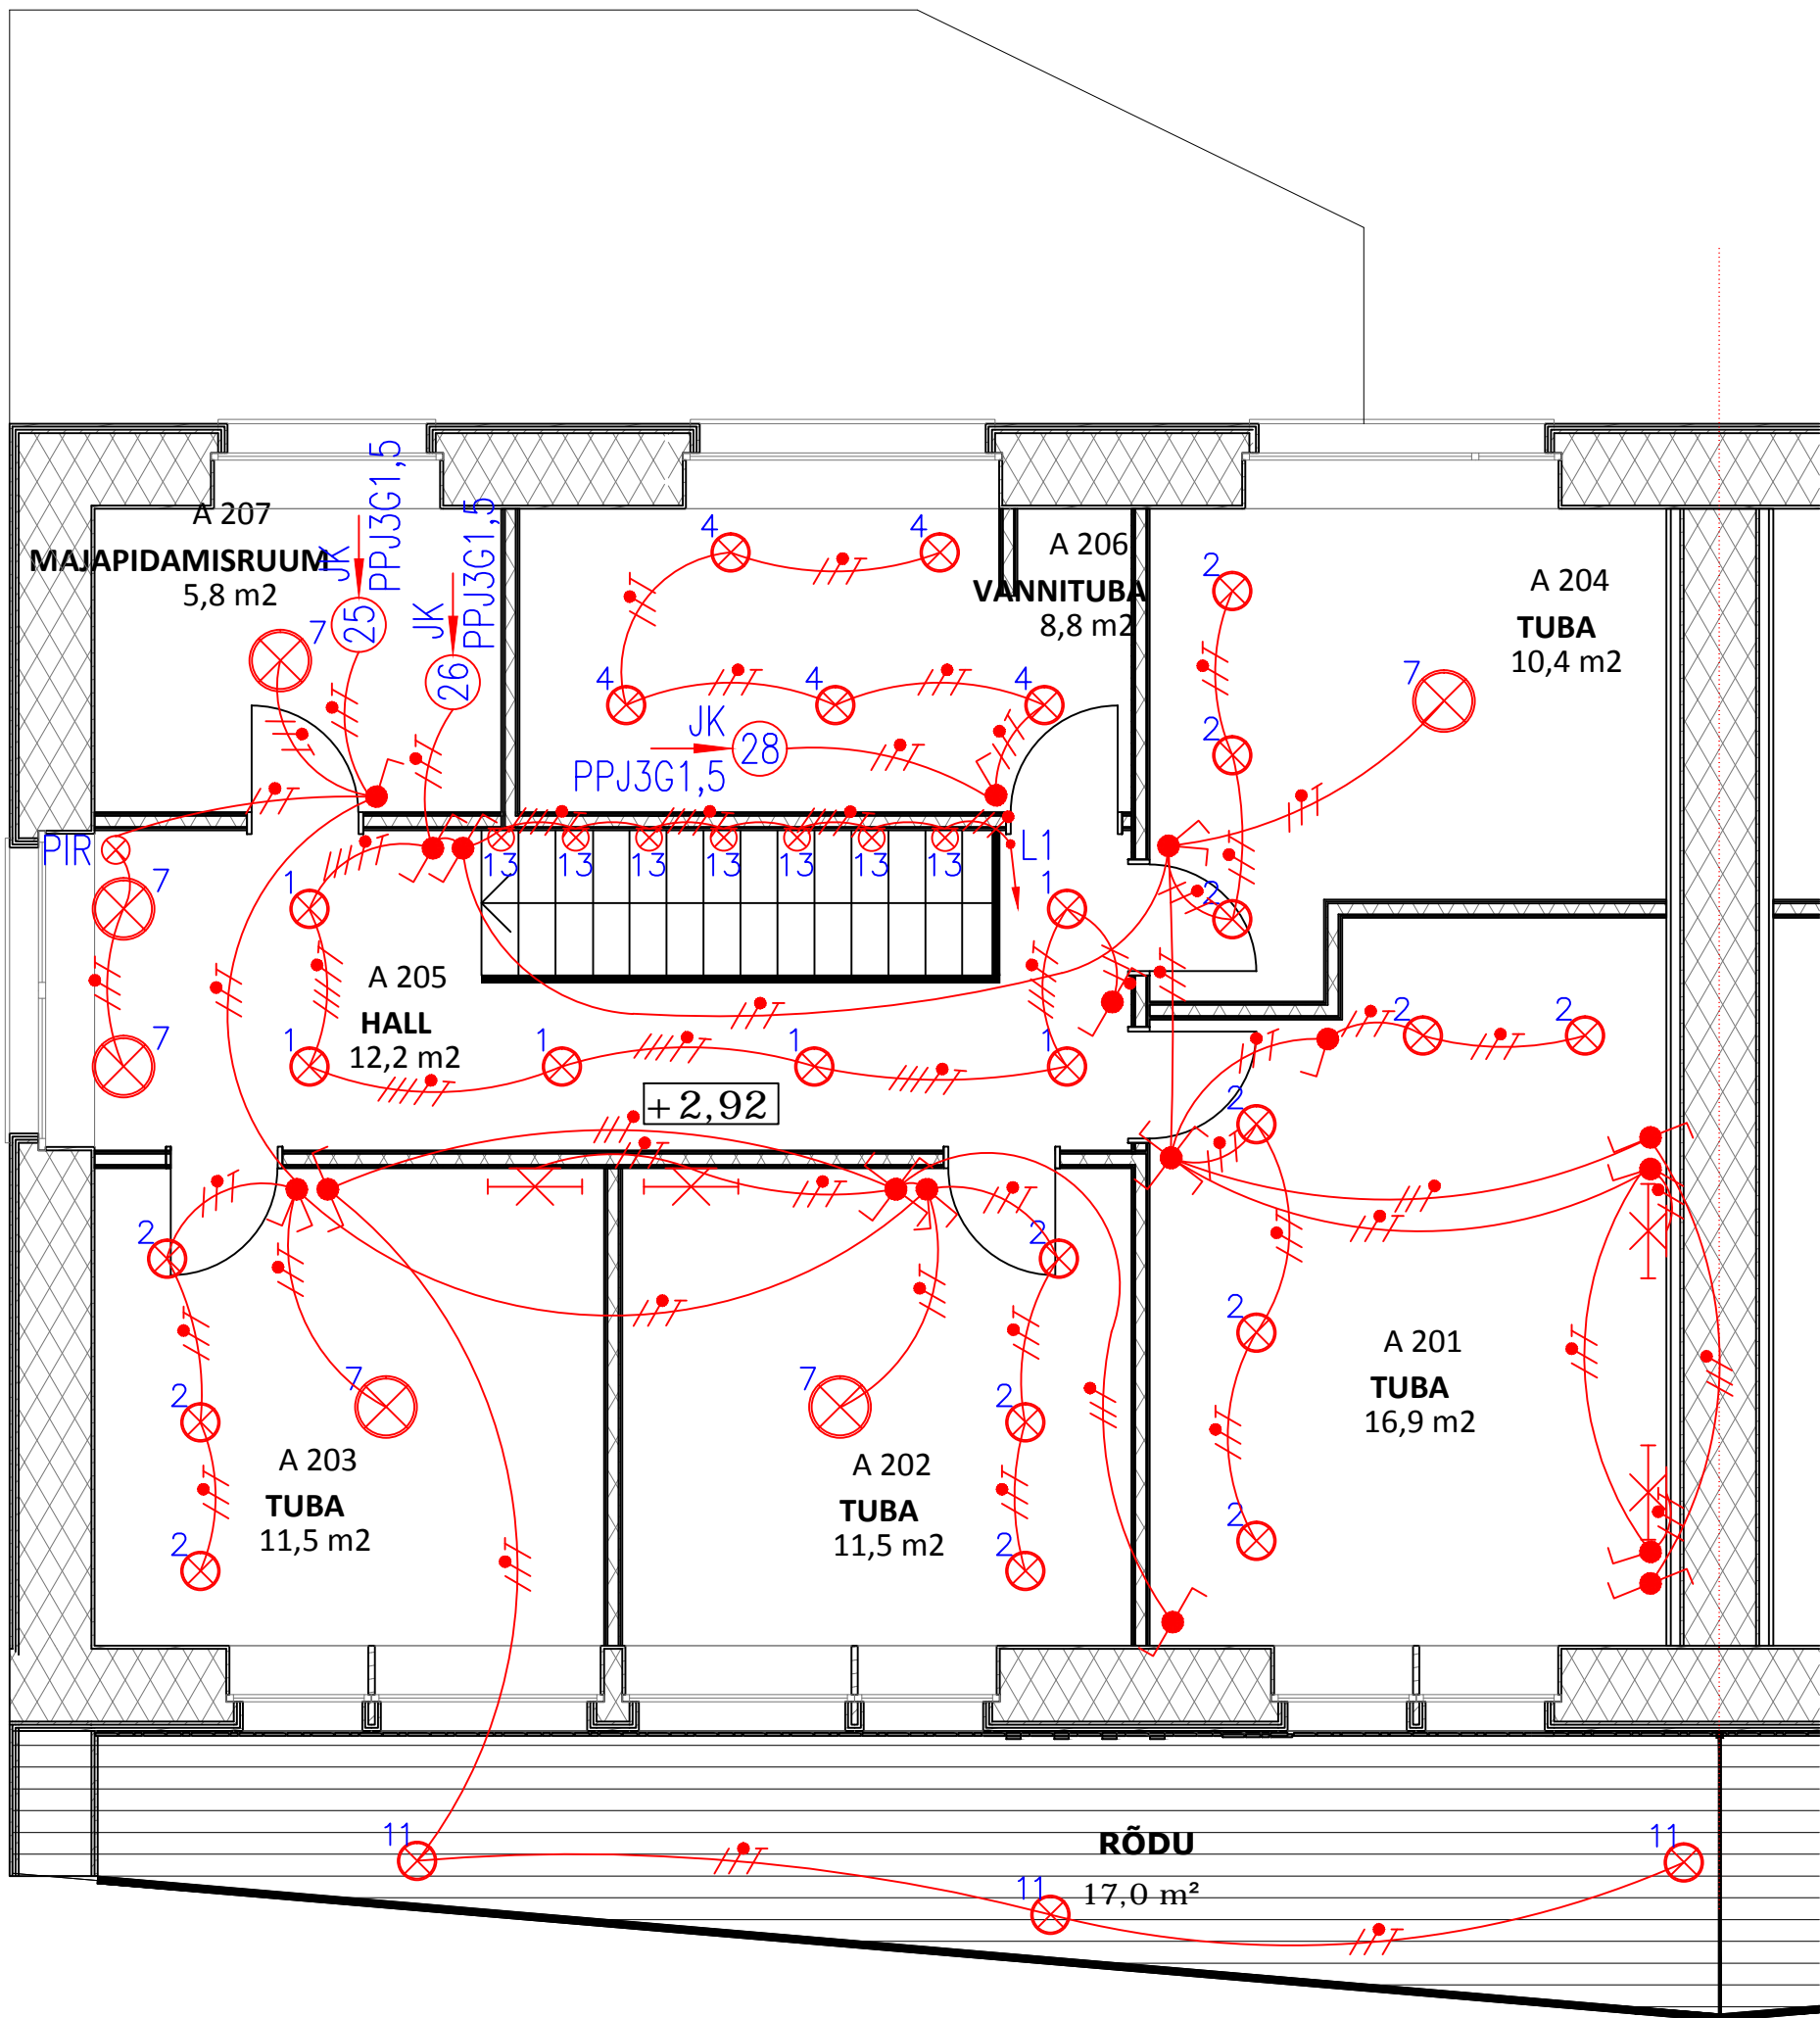 A 207
MAJAPIDAMISRUUM
5,8 m2
JK
PPJ3G1,5
25
JK
PPJ3G1,5
26
7
4
4
4
4
4
A 206
VANNITUBA
8,8 m2
JK
28
PPJ3G1,5
2
2
2
7
A 204
TUBA
10,4 m2
PIR
7
7
13
13
13
13
13
13
13
L1
1
1
1
1
1
1
A 205
HALL
12,2 m2
+2,92
2
2
2
2
2
A 201
TUBA
16,9 m2
2
2
2
7
A 203
TUBA
11,5 m2
7
2
2
2
A 202
TUBA
11,5 m2
11
11
11
RÕDU
17,0 m²